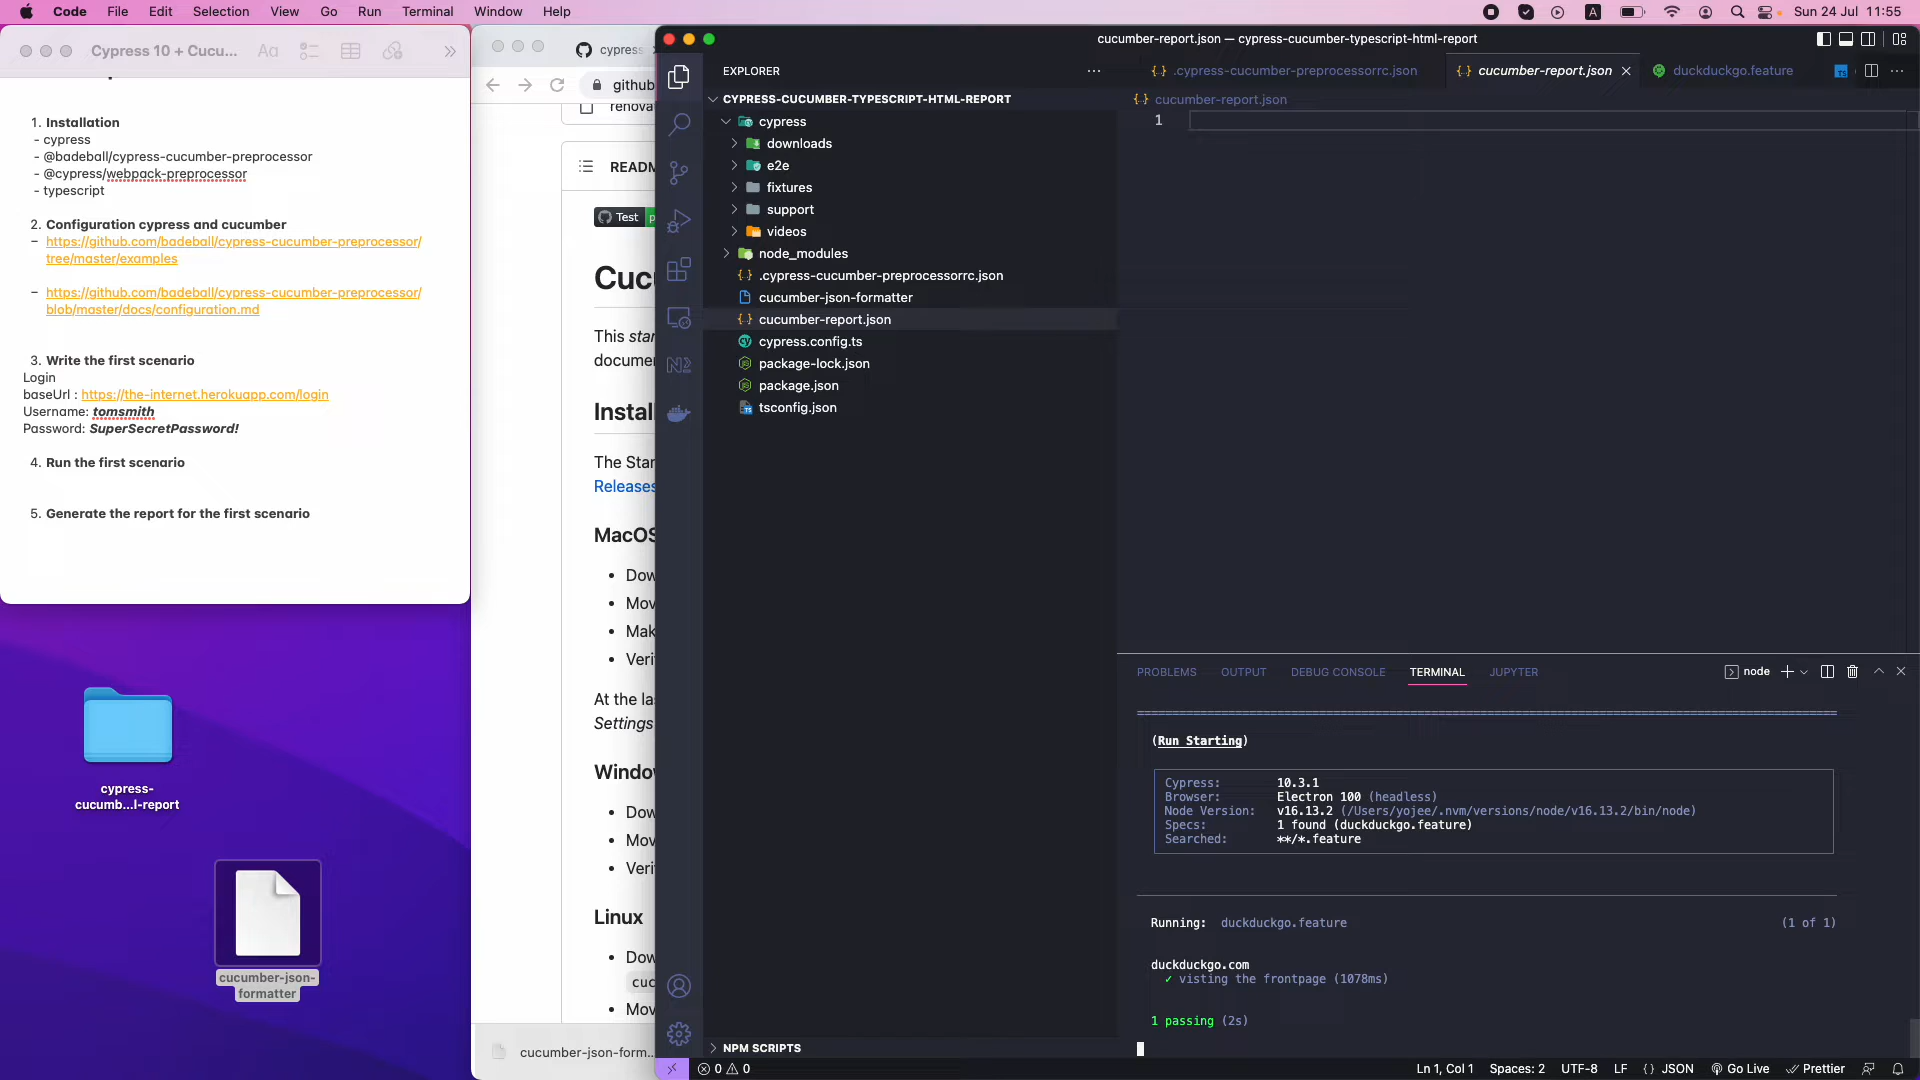 Code File Edit Selection View Go Run Terminal Window Help
A Sun 24 Jul 11:55
Cypress 10 + Cucu...
Aa
1. Installation
- cypress
- @badeball/cypress-cucumber-preprocessor
- @cypress/webpack-preprocessor
- typescript
2. Configuration cypress and cucumber
– https://github.com/badeball/cypress-cucumber-preprocessor/
tree/master/examples
– https://github.com/badeball/cypress-cucumber-preprocessor/
blob/master/docs/configuration.md
3. Write the first scenario
Login
baseUrl : https://the-internet.herokuapp.com/login
Username: tomsmith
Password: SuperSecretPassword!
4. Run the first scenario
5. Generate the report for the first scenario
cypress-
cucumb...l-report
cucumber-json-
formatter
cypress
github
renova
READM
Test p
Cuc
This stan
docume
Install
The Star
Releases
MacOS
• Dow
• Mov
• Mak
• Veri
At the la
Settings
Window
• Dow
• Mov
• Veri
Linux
• Dow
cuc
• Mov
cucumber-json-form...
cucumber-report.json — cypress-cucumber-typescript-html-report
EXPLORER
CYPRESS-CUCUMBER-TYPESCRIPT-HTML-REPORT
cypress
downloads
e2e
fixtures
support
videos
node_modules
{} .cypress-cucumber-preprocessorrc.json
cucumber-json-formatter
{} cucumber-report.json
cypress.config.ts
package-lock.json
package.json
tsconfig.json
NPM SCRIPTS
{} .cypress-cucumber-preprocessorrc.json
{} cucumber-report.json
duckduckgo.feature
{} cucumber-report.json
1
PROBLEMS OUTPUT DEBUG CONSOLE TERMINAL JUPYTER
node
(Run Starting)
Cypress: 10.3.1
Browser: Electron 100 (headless)
Node Version: v16.13.2 (/Users/yojee/.nvm/versions/node/v16.13.2/bin/node)
Specs: 1 found (duckduckgo.feature)
Searched: **/*.feature
Running: duckduckgo.feature (1 of 1)
duckduckgo.com
✓ visting the frontpage (1078ms)
1 passing (2s)
0 0
Ln 1, Col 1 Spaces: 2 UTF-8 LF {} JSON Go Live Prettier